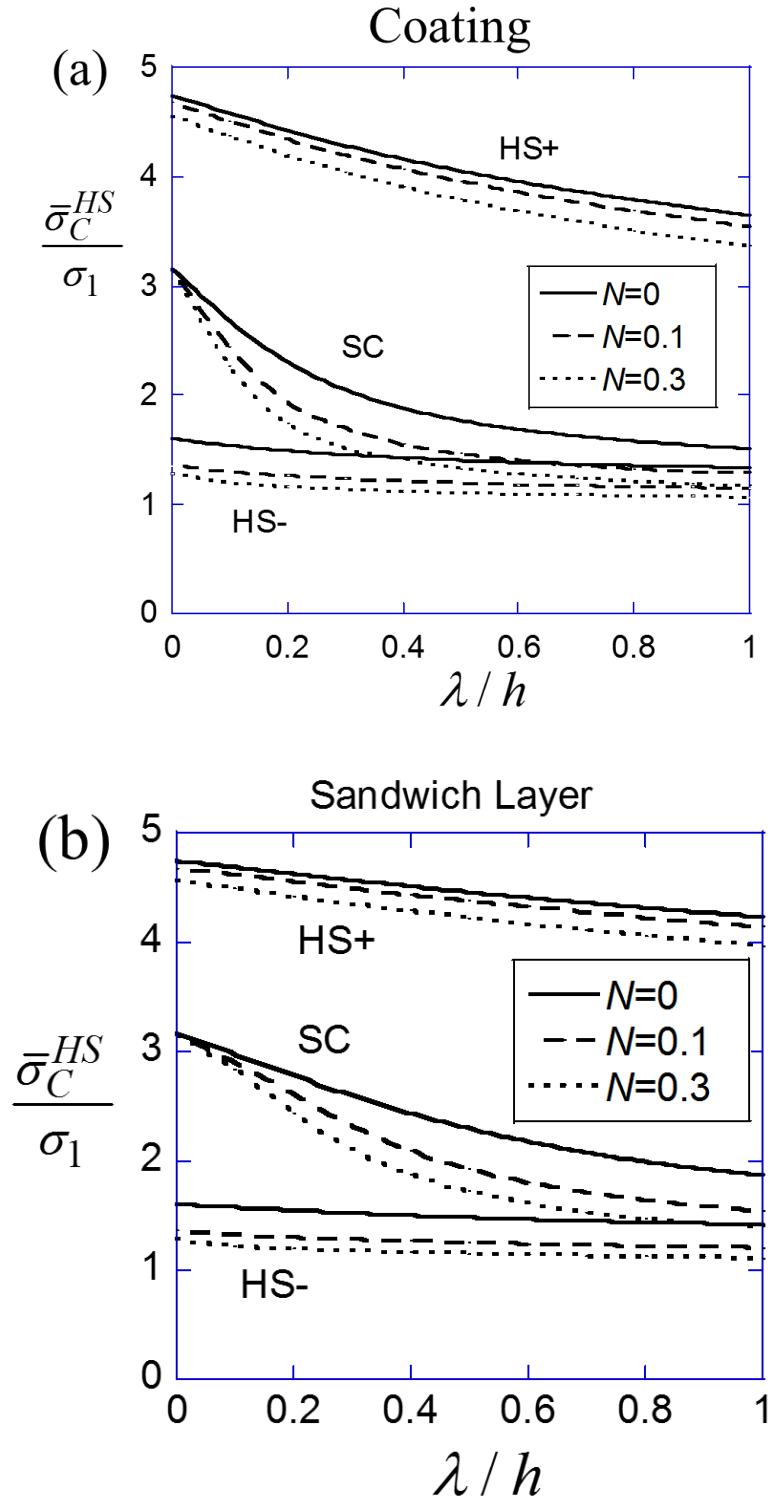 Coating
(a)
5
4
3
2
1
0
σ̄_C^{HS}
σ₁
HS+
SC
HS-
N=0
N=0.1
N=0.3
0 0.2 0.4 0.6 0.8 1
λ / h
Sandwich Layer
(b)
5
4
3
2
1
0
σ̄_C^{HS}
σ₁
HS+
SC
HS-
N=0
N=0.1
N=0.3
0 0.2 0.4 0.6 0.8 1
λ / h